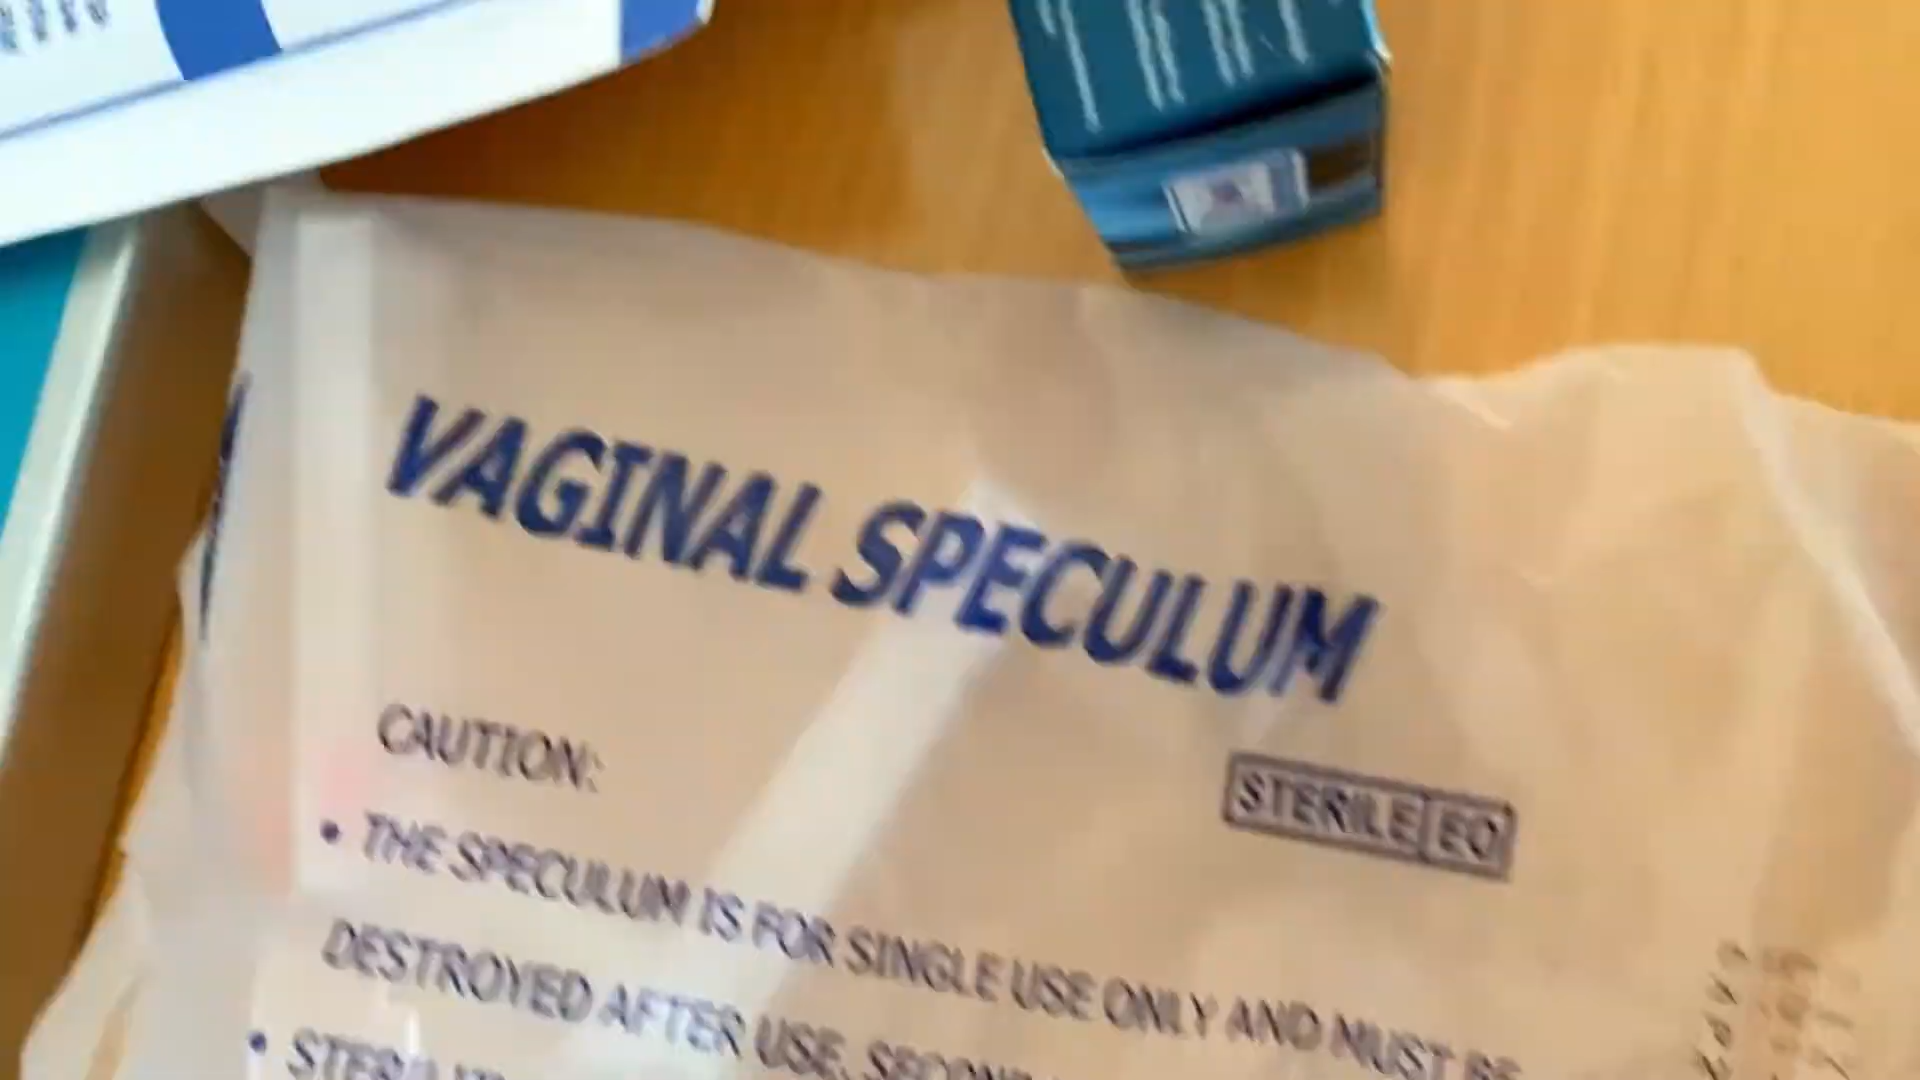 VAGINAL SPECULUM
CAUTION:
STERILE EO
• THE SPECULUM IS FOR SINGLE USE ONLY AND MUST BE
DESTROYED AFTER USE,